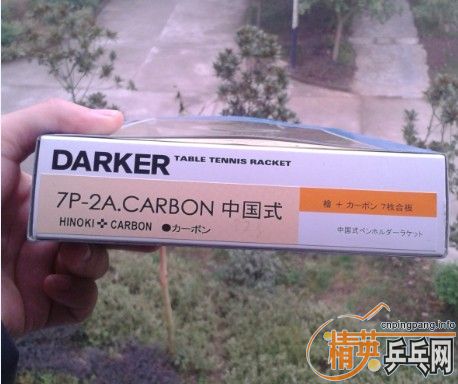 DARKER TABLE TENNIS RACKET
7P-2A.CARBON 中国式
HINOKI + CARBON ●カーボン
檜 + カーボン 7枚合板
中国式ペンホルダーラケット
cnpingpang.info
精英乒乓网